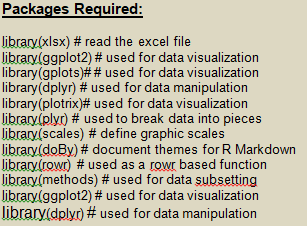 Packages Required:
library(xlsx) # read the excel file
library(ggplot2) # used for data visualization
library(gplots)# # used for data visualization
library(dplyr) # used for data manipulation
library(plotrix)# used for data visualization
library(plyr) # used to break data into pieces
library(scales) # define graphic scales
library(doBy) # document themes for R Markdown
library(rowr) # used as a rowr based function
library(methods) # used for data subsetting
library(ggplot2) # used for data visualization
library(dplyr) # used for data manipulation